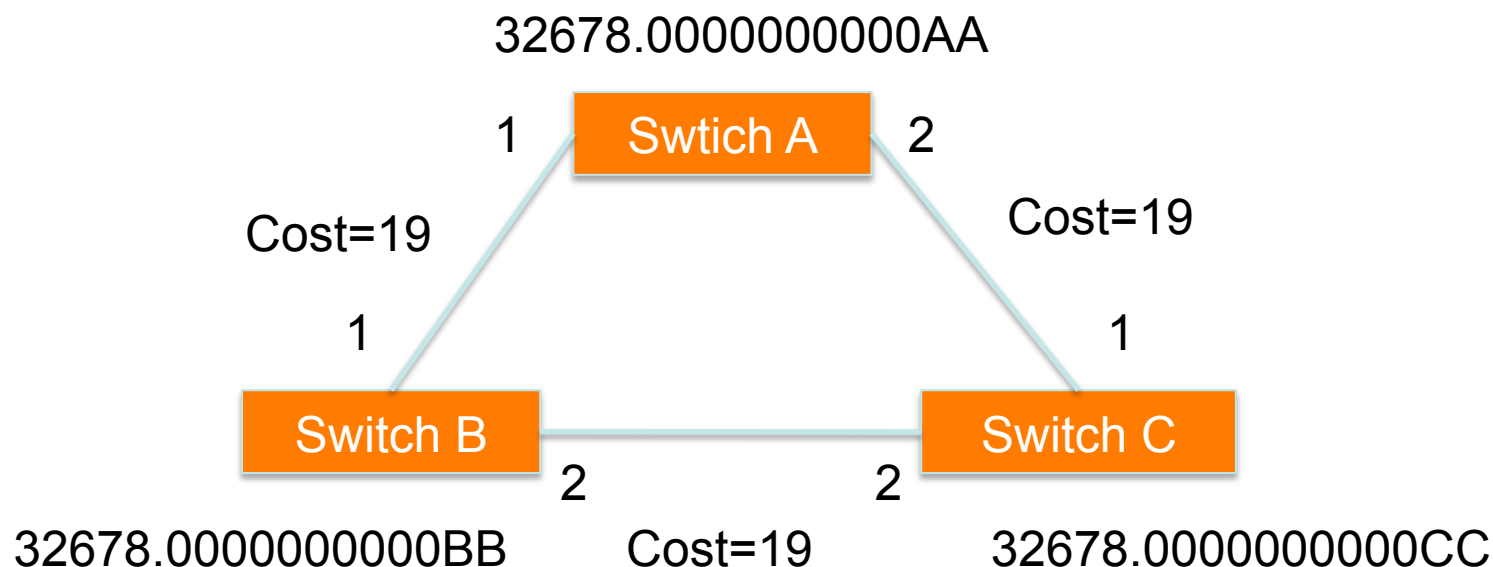 32678.0000000000AA
1 Swtich A 2
Cost=19 Cost=19
1 1
Switch B Switch C
2 2
32678.0000000000BB Cost=19 32678.0000000000CC